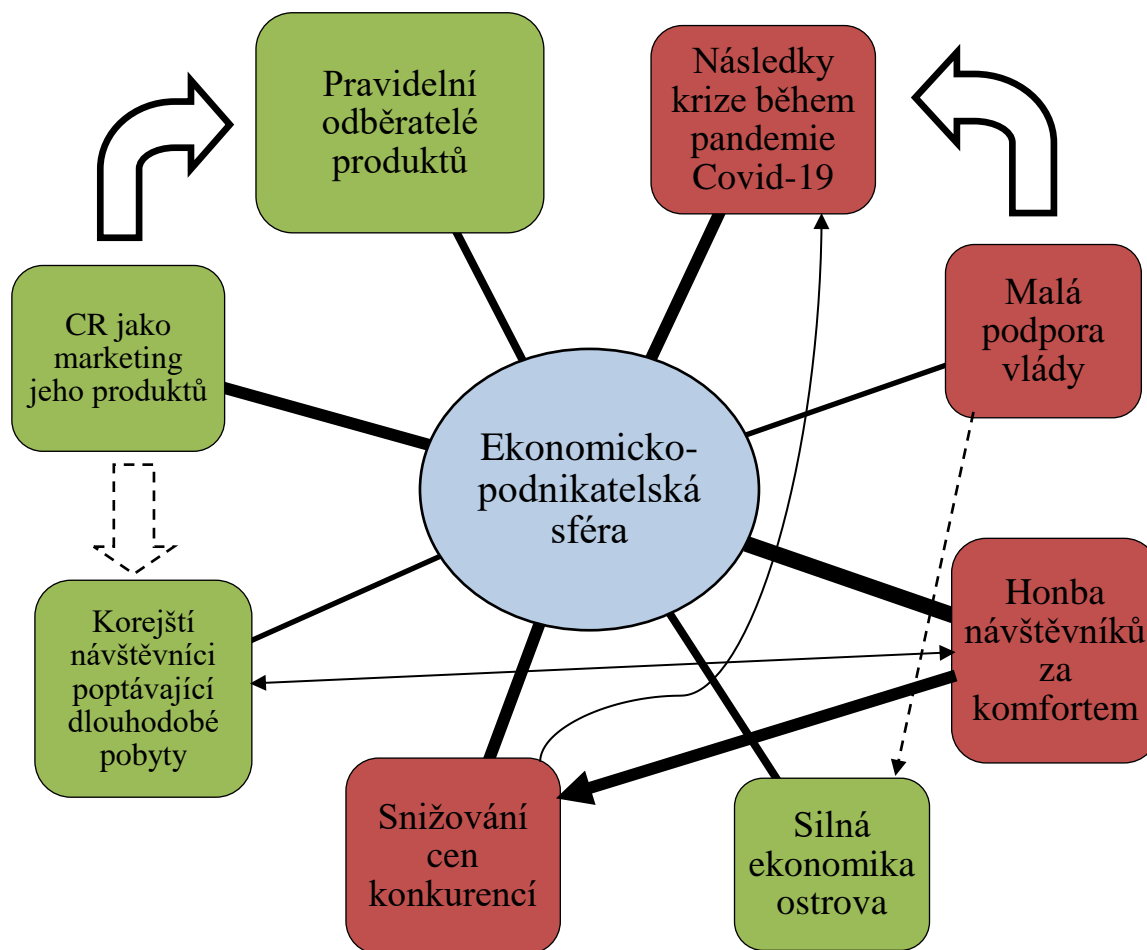 Pravidelní
odběratelé
produktů
Následky
krize během
pandemie
Covid-19
CR jako
marketing
jeho produktů
Malá
podpora
vlády
Ekonomicko-
podnikatelská
sféra
Korejští
návštěvníci
poptávající
dlouhodobé
pobyty
Honba
návštěvníků
za
komfortem
Snižování
cen
konkurencí
Silná
ekonomika
ostrova